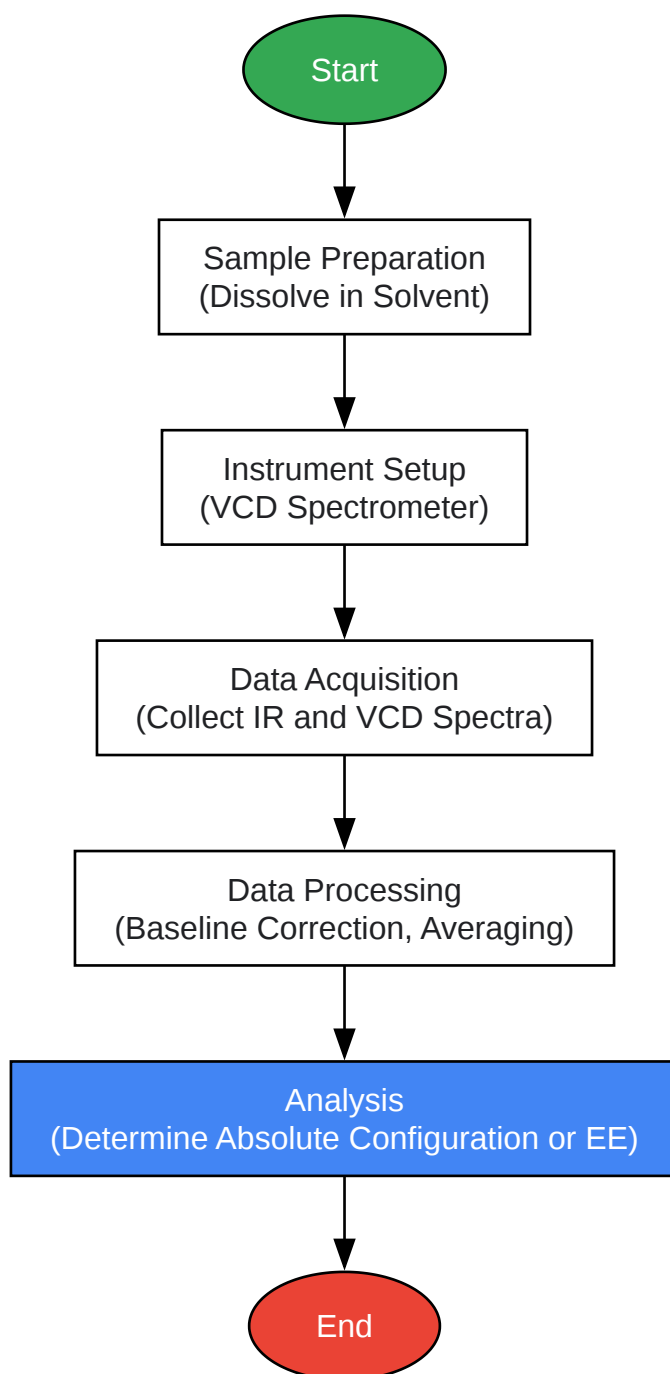 Start
Sample Preparation
(Dissolve in Solvent)
Instrument Setup
(VCD Spectrometer)
Data Acquisition
(Collect IR and VCD Spectra)
Data Processing
(Baseline Correction, Averaging)
Analysis
(Determine Absolute Configuration or EE)
End